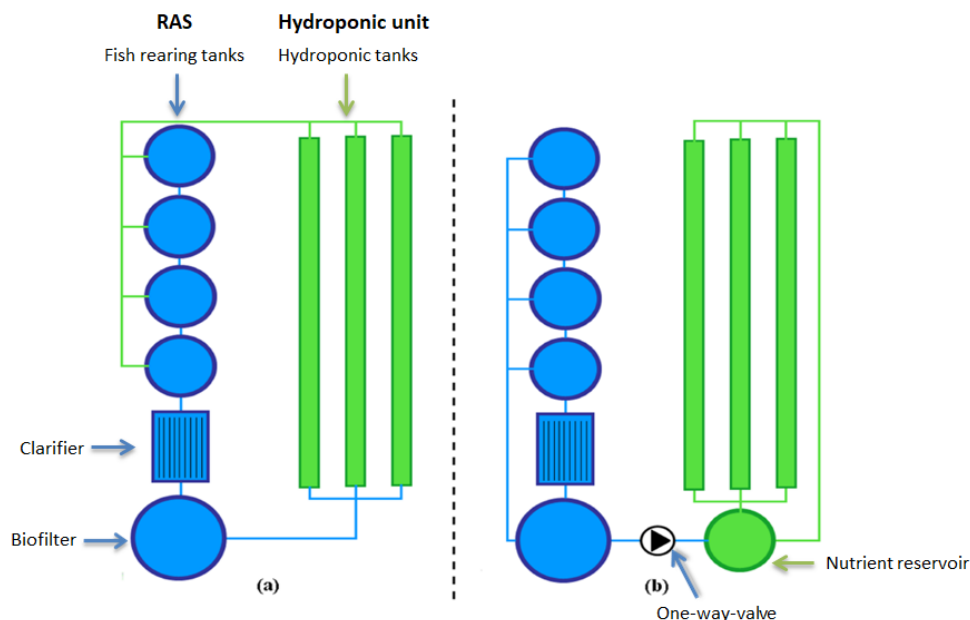 RAS
Hydroponic unit
Fish rearing tanks
Hydroponic tanks
Clarifier
Biofilter
(a)
(b)
Nutrient reservoir
One-way-valve